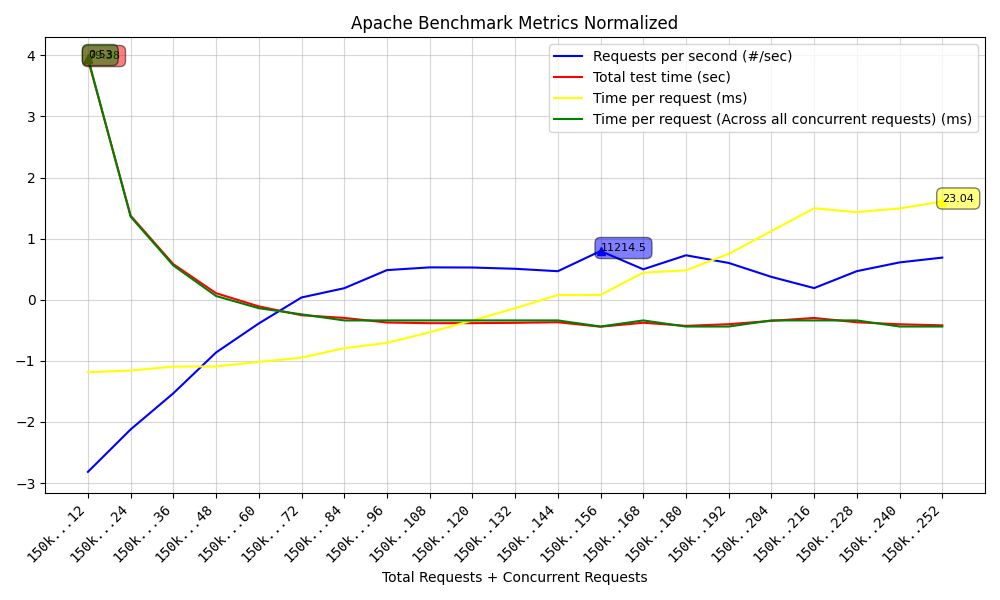 Apache Benchmark Metrics Normalized
4
3
2
1
0
−1
−2
−3
0.53
11214.5
23.04
Requests per second (#/sec)
Total test time (sec)
Time per request (ms)
Time per request (Across all concurrent requests) (ms)
150k...12
150k...24
150k...36
150k...48
150k...60
150k...72
150k...84
150k...96
150k...108
150k...120
150k...132
150k...144
150k...156
150k...168
150k...180
150k...192
150k...204
150k...216
150k...228
150k...240
150k...252
Total Requests + Concurrent Requests